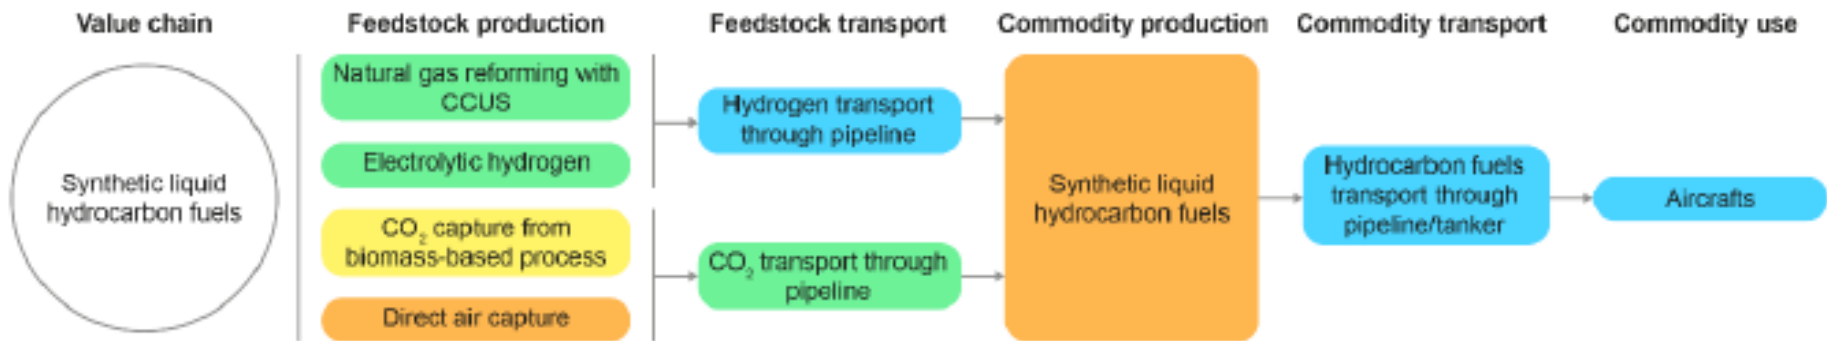 Value chain
Feedstock production
Feedstock transport
Commodity production
Commodity transport
Commodity use
Synthetic liquid
hydrocarbon fuels
Natural gas reforming with
CCUS
Electrolytic hydrogen
CO₂ capture from
biomass-based process
Direct air capture
Hydrogen transport
through pipeline
CO₂ transport through
pipeline
Synthetic liquid
hydrocarbon fuels
Hydrocarbon fuels
transport through
pipeline/tanker
Aircrafts